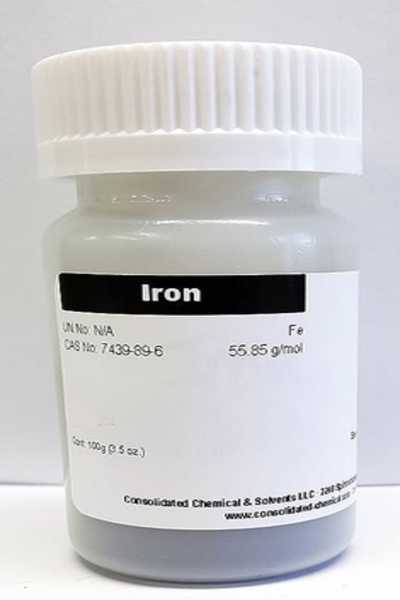 Iron
UN No: N/A Fe
CAS No: 7439-89-6 55.85 g/mol
Cont: 100g (3.5 oz.)
Consolidated Chemical & Solvents LLC - 2260
www.consolidated-chemical.com